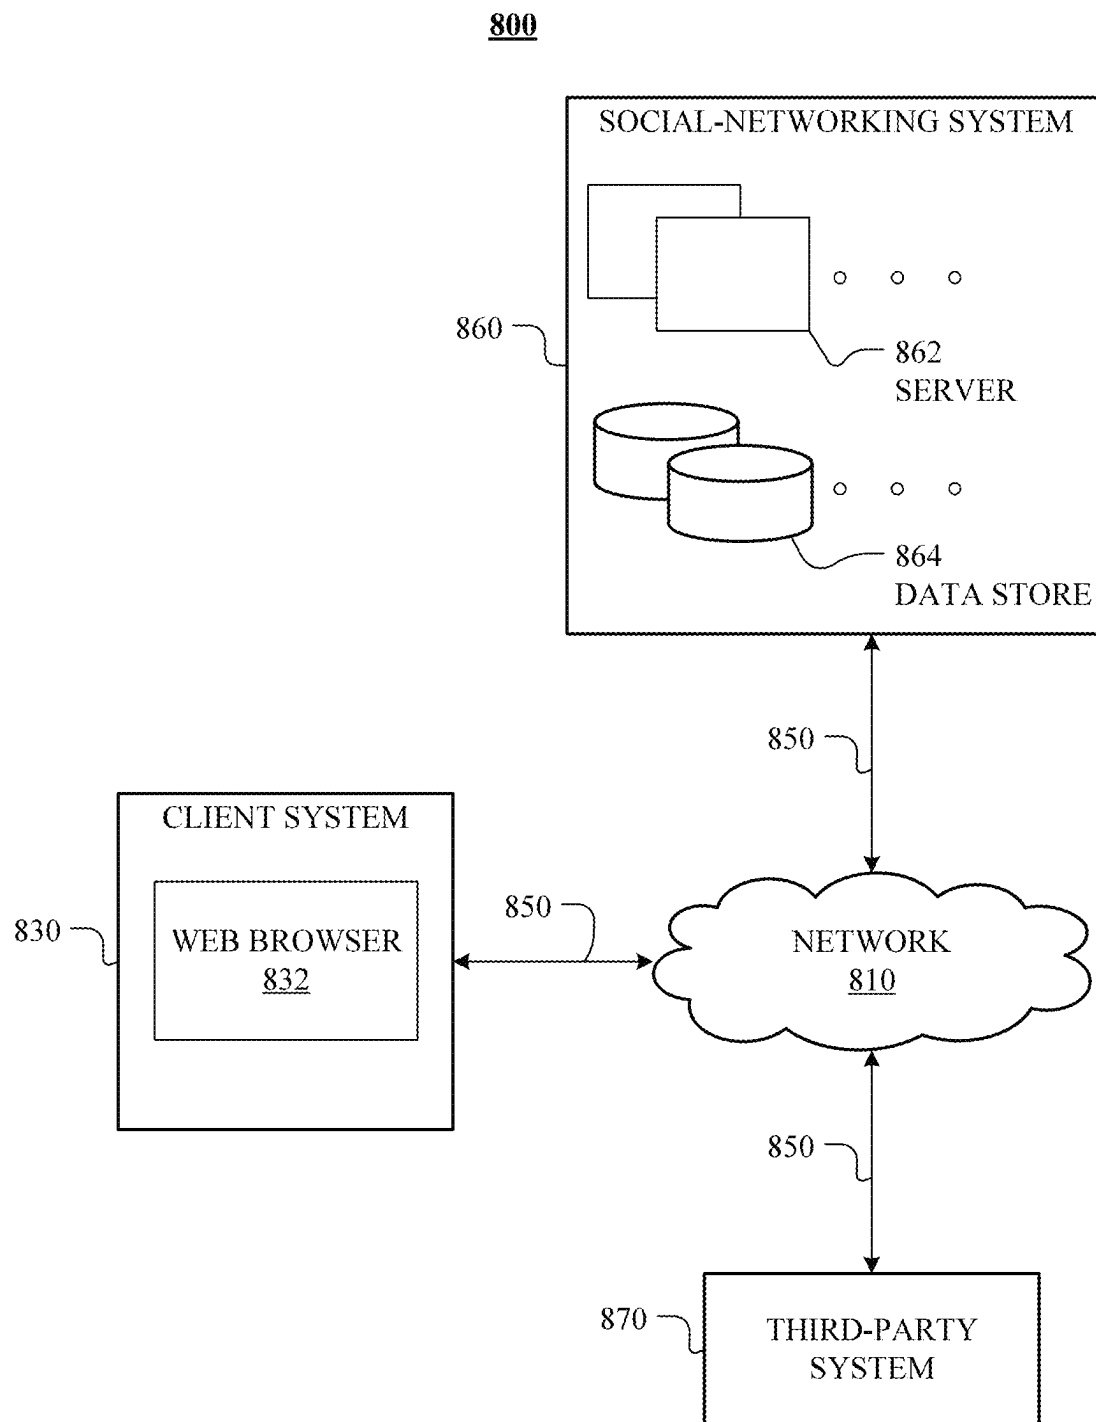 800
SOCIAL-NETWORKING SYSTEM
860
862
SERVER
864
DATA STORE
850
CLIENT SYSTEM
830
WEB BROWSER
832
850
NETWORK
810
850
870
THIRD-PARTY
SYSTEM